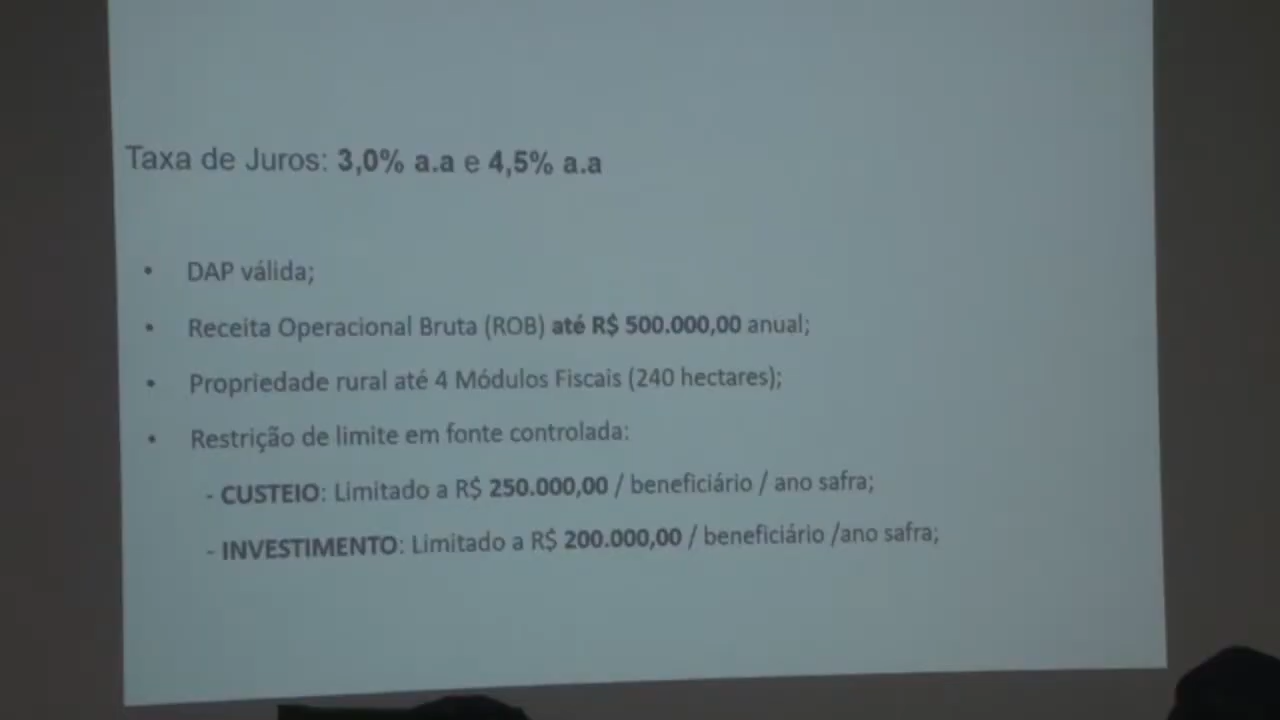 Taxa de Juros: 3,0% a.a e 4,5% a.a
• DAP válida;
• Receita Operacional Bruta (ROB) até R$ 500.000,00 anual;
• Propriedade rural até 4 Módulos Fiscais (240 hectares);
• Restrição de limite em fonte controlada:
- CUSTEIO: Limitado a R$ 250.000,00 / beneficiário / ano safra;
- INVESTIMENTO: Limitado a R$ 200.000,00 / beneficiário /ano safra;